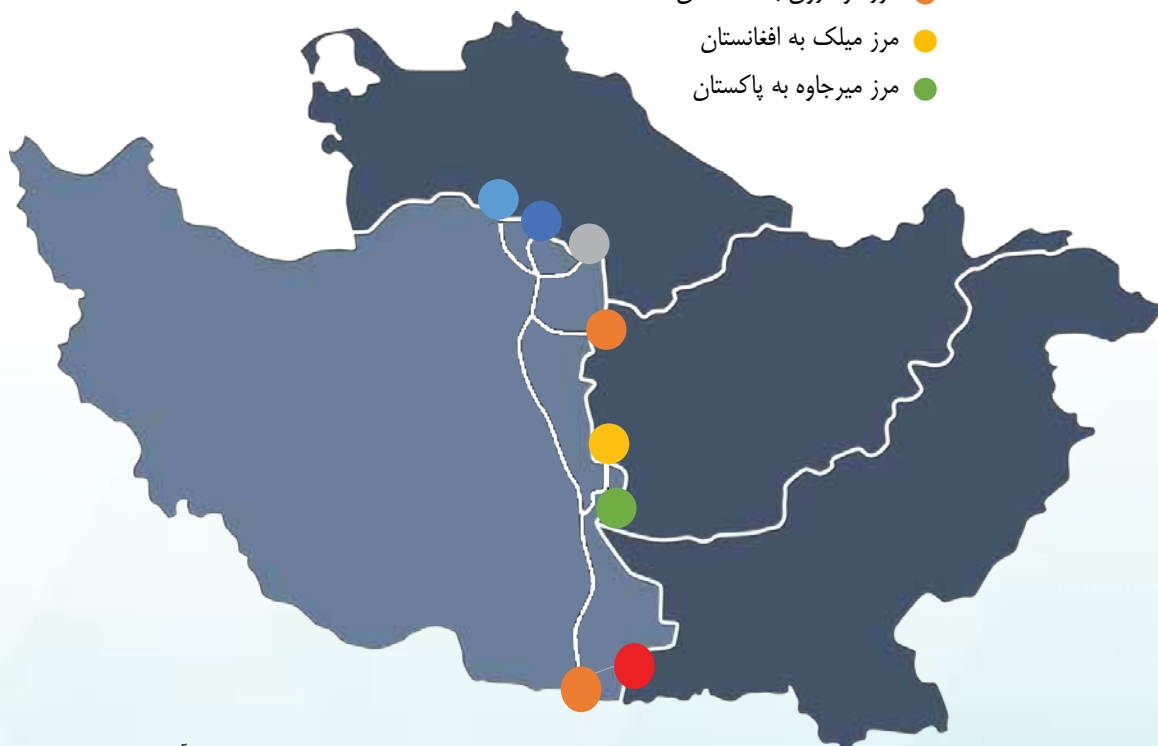 مرز میلک به افغانستان
مرز میرجاوه به پاکستان